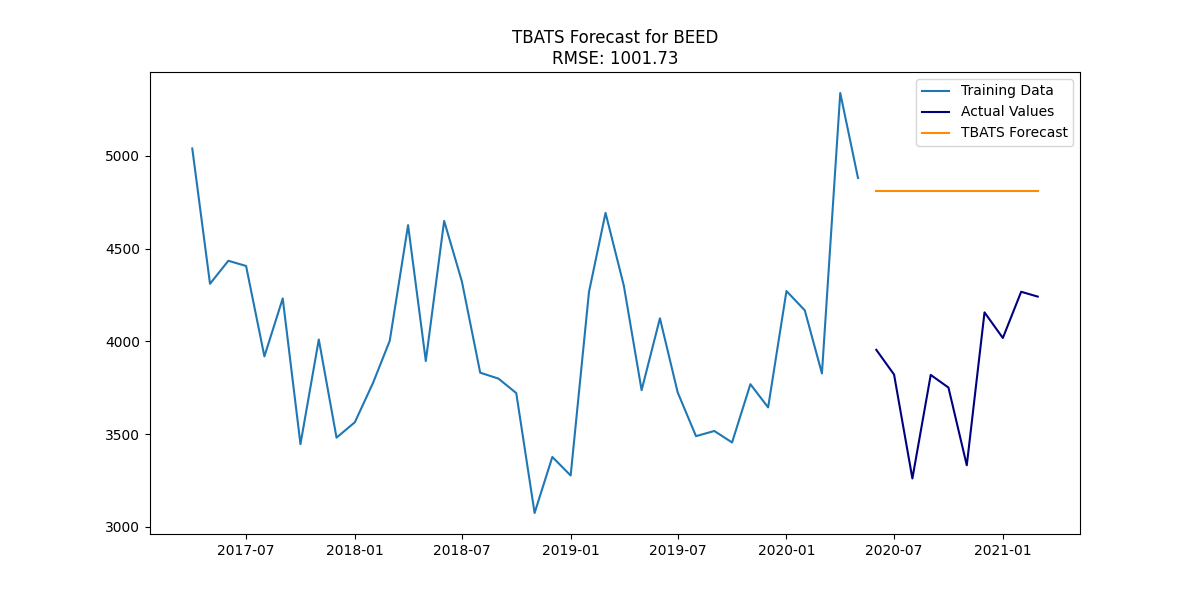 TBATS Forecast for BEED
RMSE: 1001.73
Training Data
Actual Values
TBATS Forecast
5000
4500
4000
3500
3000
2017-07
2018-01
2018-07
2019-01
2019-07
2020-01
2020-07
2021-01